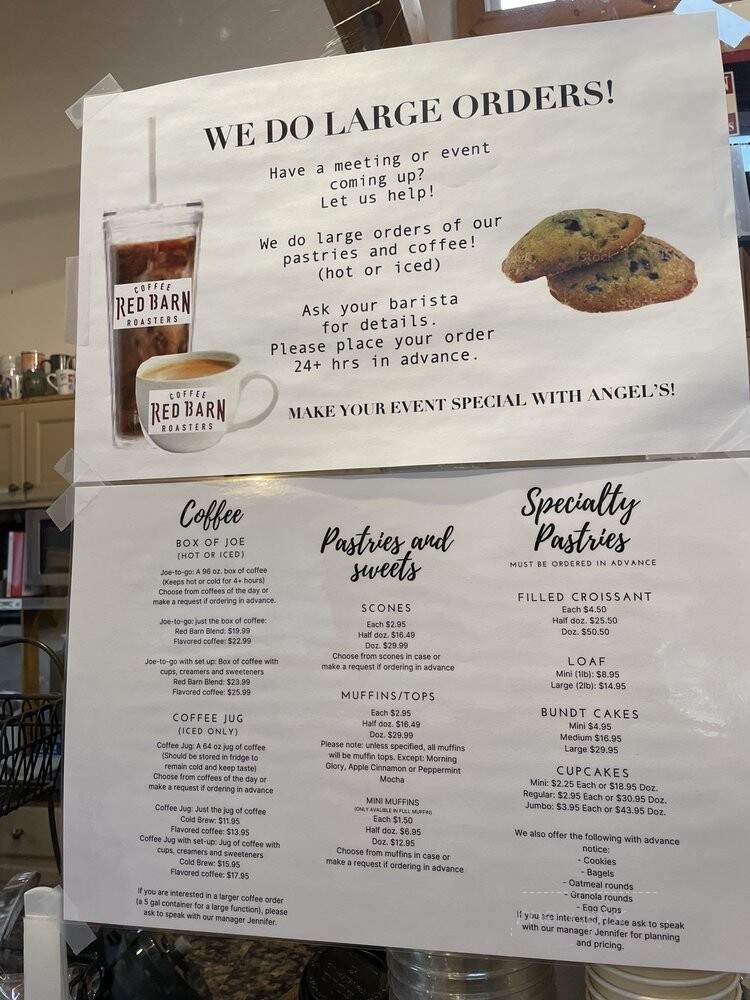 WE DO LARGE ORDERS!
Have a meeting or event
coming up?
Let us help!
We do large orders of our
pastries and coffee!
(hot or iced)
Ask your barista
for details.
Please place your order
24+ hrs in advance.
MAKE YOUR EVENT SPECIAL WITH ANGEL'S!
COFFEE
RED BARN
ROASTERS
COFFEE
RED BARN
ROASTERS
iStock
iStock
Coffee
BOX OF JOE
(HOT OR ICED)
Joe-to-go: A 96 oz. box of coffee
(Keeps hot or cold for 4+ hours)
Choose from coffees of the day or
make a request if ordering in advance.
Joe-to-go: just the box of coffee:
Red Barn Blend: $19.99
Flavored coffee: $22.99
Joe-to-go with set up: Box of coffee with
cups, creamers and sweeteners
Red Barn Blend: $23.99
Flavored coffee: $25.99
COFFEE JUG
(ICED ONLY)
Coffee Jug: A 64 oz jug of coffee
(Should be stored in fridge to
remain cold and keep taste)
Choose from coffees of the day or
make a request if ordering in advance
Coffee Jug: Just the jug of coffee
Cold Brew: $11.95
Flavored coffee: $13.95
Coffee Jug with set-up: Jug of coffee with
cups, creamers and sweeteners
Cold Brew: $15.95
Flavored coffee: $17.95
If you are interested in a larger coffee order
(a 5 gal container for a large function), please
ask to speak with our manager Jennifer.
Pastries and
sweets
SCONES
Each $2.95
Half doz. $16.49
Doz. $29.99
Choose from scones in case or
make a request if ordering in advance
MUFFINS/TOPS
Each $2.95
Half doz. $16.49
Doz. $29.99
Please note: unless specified, all muffins
will be muffin tops. Except: Morning
Glory, Apple Cinnamon or Peppermint
Mocha
MINI MUFFINS
(ONLY AVALIBLE IN FULL MUFFIN)
Each $1.50
Half doz. $6.95
Doz. $12.95
Choose from muffins in case or
make a request if ordering in advance
Specialty
Pastries
MUST BE ORDERED IN ADVANCE
FILLED CROISSANT
Each $4.50
Half doz. $25.50
Doz. $50.50
LOAF
Mini (1lb): $8.95
Large (2lb): $14.95
BUNDT CAKES
Mini $4.95
Medium $16.95
Large $29.95
CUPCAKES
Mini: $2.25 Each or $18.95 Doz.
Regular: $2.95 Each or $30.95 Doz.
Jumbo: $3.95 Each or $43.95 Doz.
We also offer the following with advance
notice:
- Cookies
- Bagels
- Oatmeal rounds
- Granola rounds
- Egg Cups
If you are interested, please ask to speak
with our manager Jennifer for planning
and pricing.